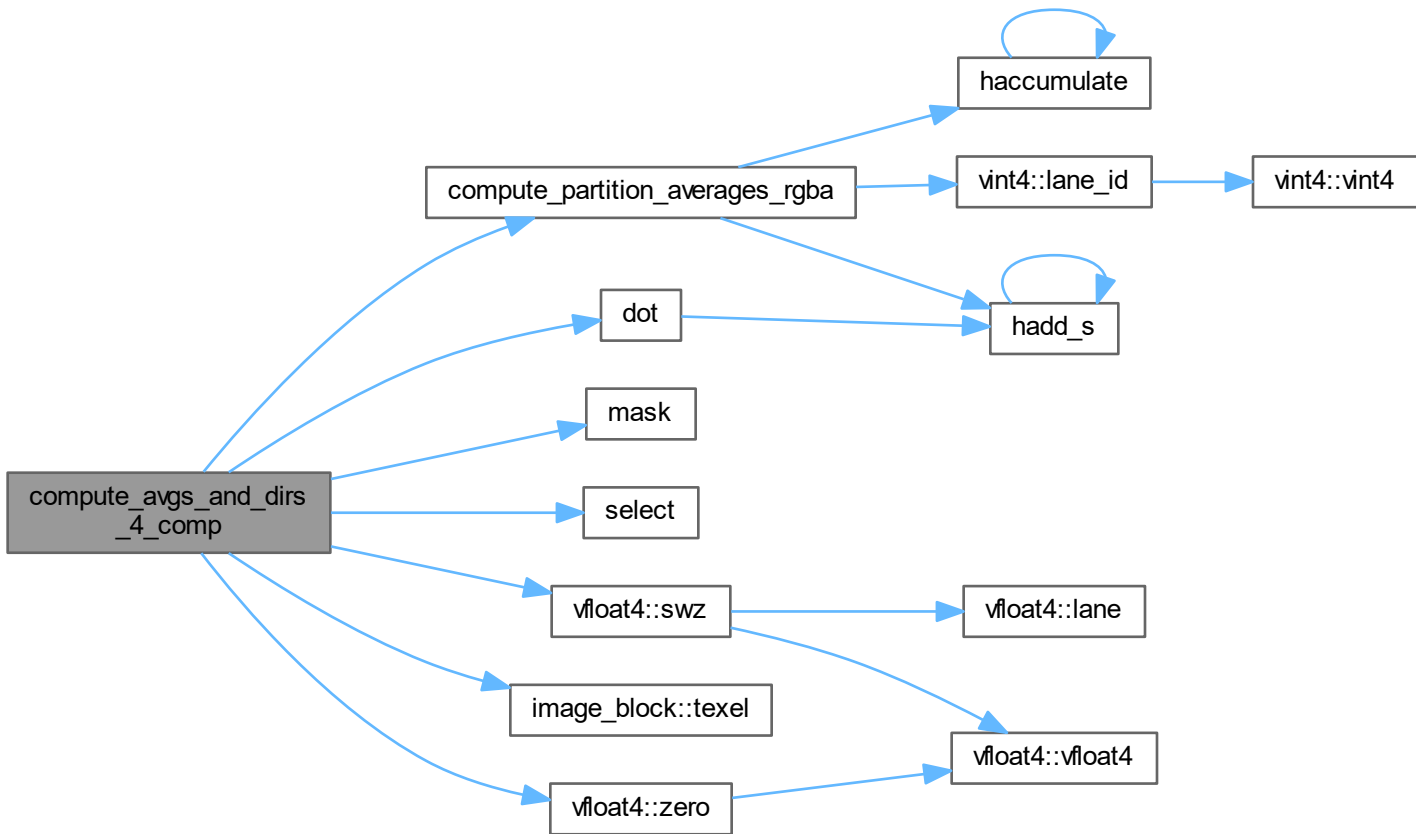 haccumulate
compute_partition_averages_rgba
vint4::lane_id
vint4::vint4
dot
hadd_s
mask
compute_avgs_and_dirs
_4_comp
select
vfloat4::swz
vfloat4::lane
image_block::texel
vfloat4::vfloat4
vfloat4::zero